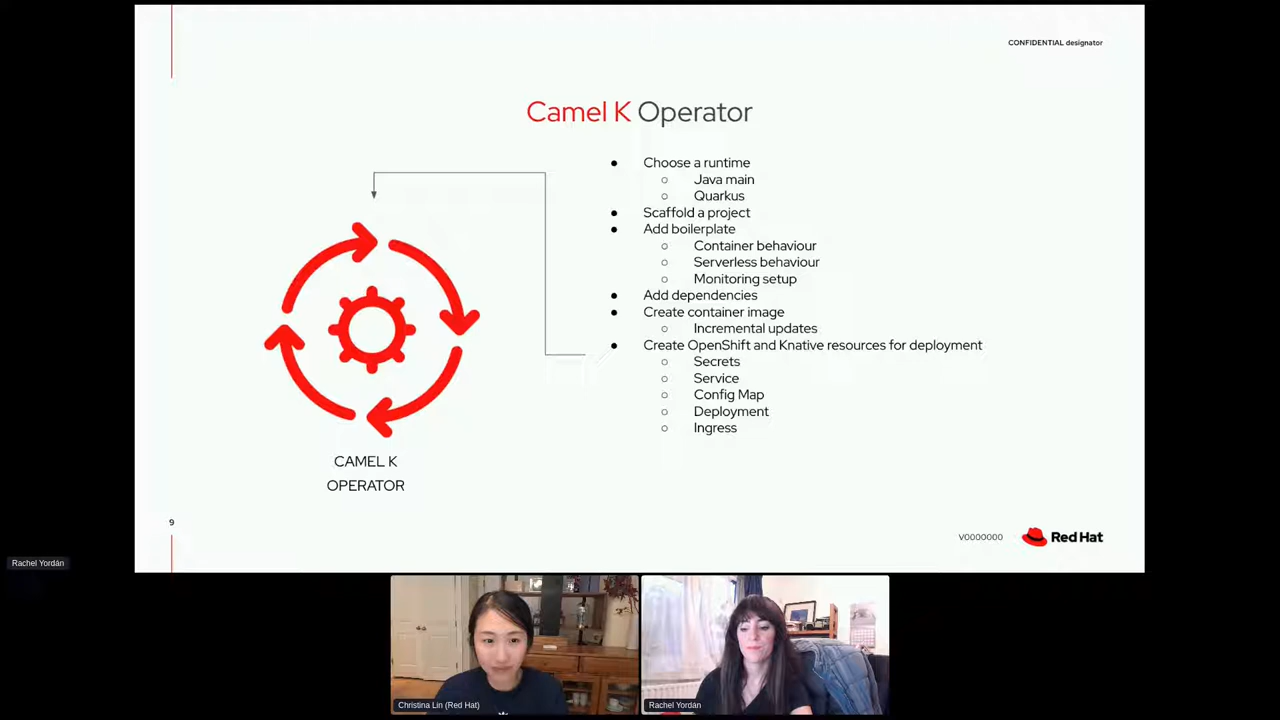 CONFIDENTIAL designator
Camel K Operator
● Choose a runtime
○ Java main
○ Quarkus
● Scaffold a project
● Add boilerplate
○ Container behaviour
○ Serverless behaviour
○ Monitoring setup
● Add dependencies
● Create container image
○ Incremental updates
● Create OpenShift and Knative resources for deployment
○ Secrets
○ Service
○ Config Map
○ Deployment
○ Ingress
CAMEL K
OPERATOR
9
V0000000
Red Hat
Rachel Yordán
Christina Lin (Red Hat)
Rachel Yordán